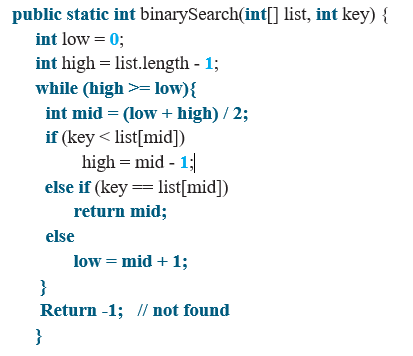 public static int binarySearch(int[] list, int key) {
int low = 0;
int high = list.length - 1;
while (high >= low){
int mid = (low + high) / 2;
if (key < list[mid])
high = mid - 1;
else if (key == list[mid])
return mid;
else
low = mid + 1;
}
Return -1;   // not found
}